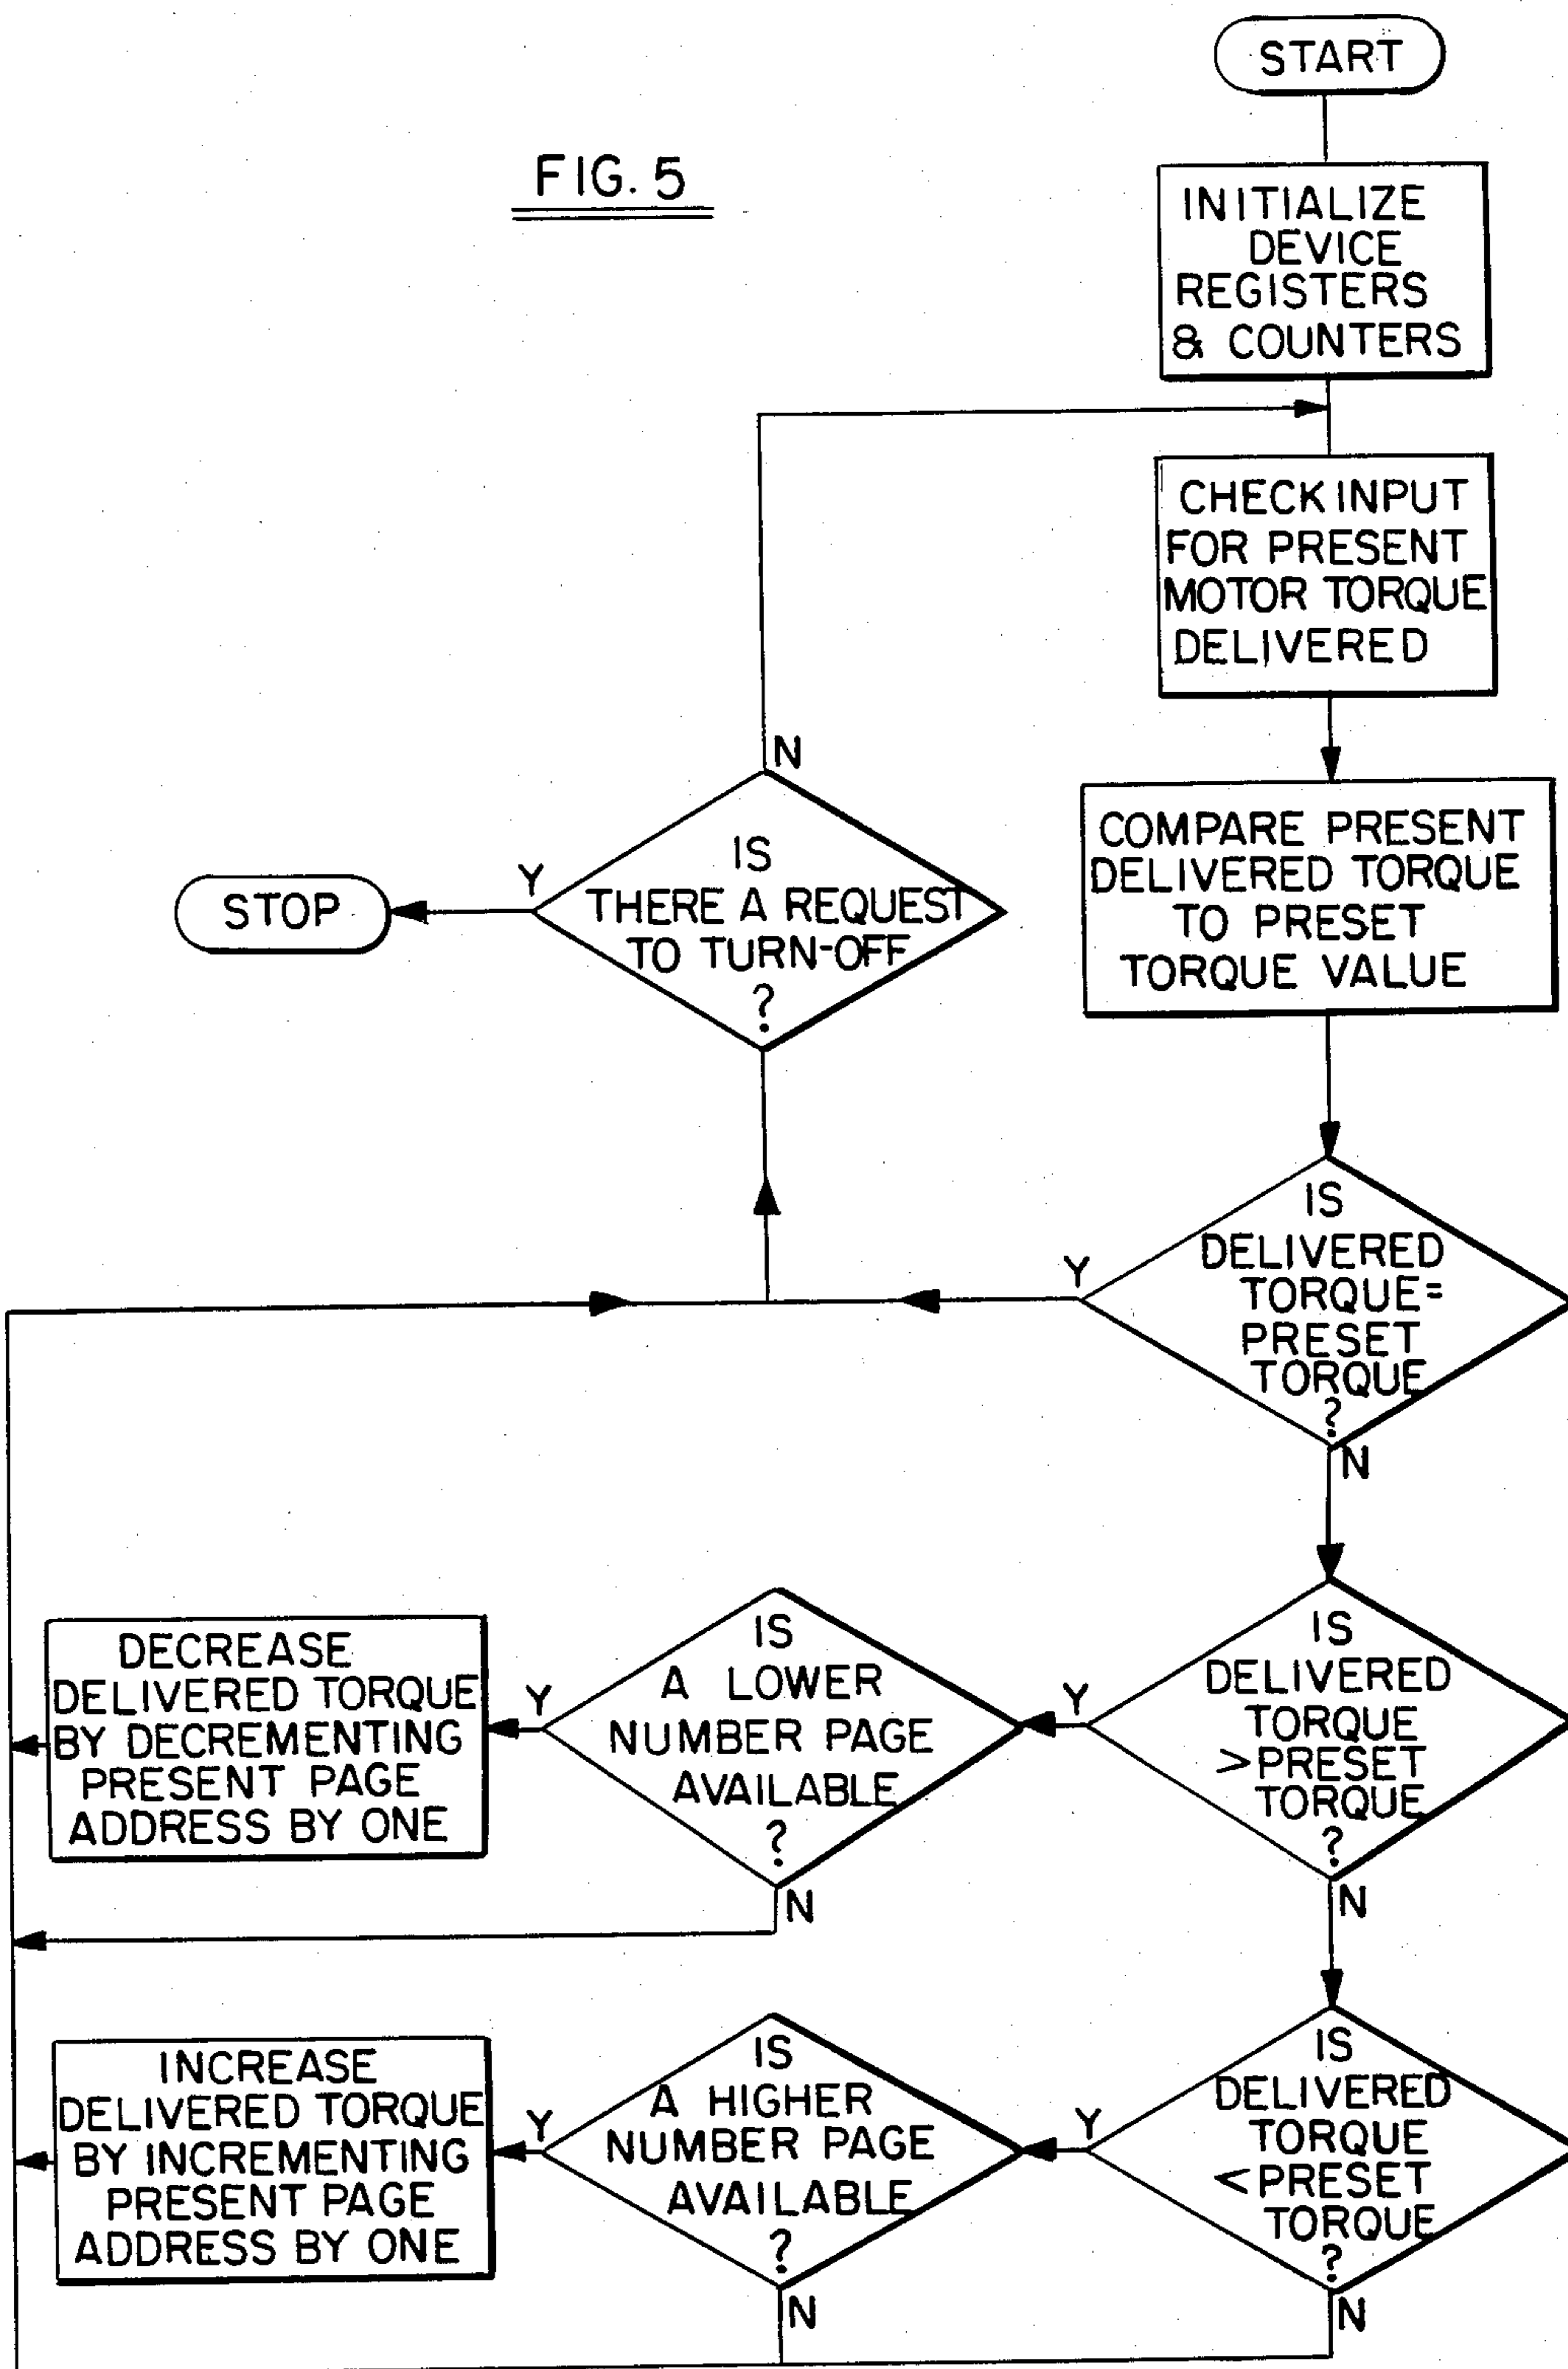 START
FIG. 5
INITIALIZE
DEVICE
REGISTERS
& COUNTERS
CHECK INPUT
FOR PRESENT
MOTOR TORQUE
DELIVERED
COMPARE PRESENT
DELIVERED TORQUE
TO PRESET
TORQUE VALUE
N
IS
THERE A REQUEST
TO TURN-OFF
?
Y
STOP
IS
DELIVERED
TORQUE=
PRESET
TORQUE
?
Y
N
IS
DELIVERED
TORQUE
>PRESET
TORQUE
?
Y
N
IS
A LOWER
NUMBER PAGE
AVAILABLE
?
Y
N
DECREASE
DELIVERED TORQUE
BY DECREMENTING
PRESENT PAGE
ADDRESS BY ONE
IS
DELIVERED
TORQUE
<PRESET
TORQUE
?
Y
N
IS
A HIGHER
NUMBER PAGE
AVAILABLE
?
Y
N
INCREASE
DELIVERED TORQUE
BY INCREMENTING
PRESENT PAGE
ADDRESS BY ONE